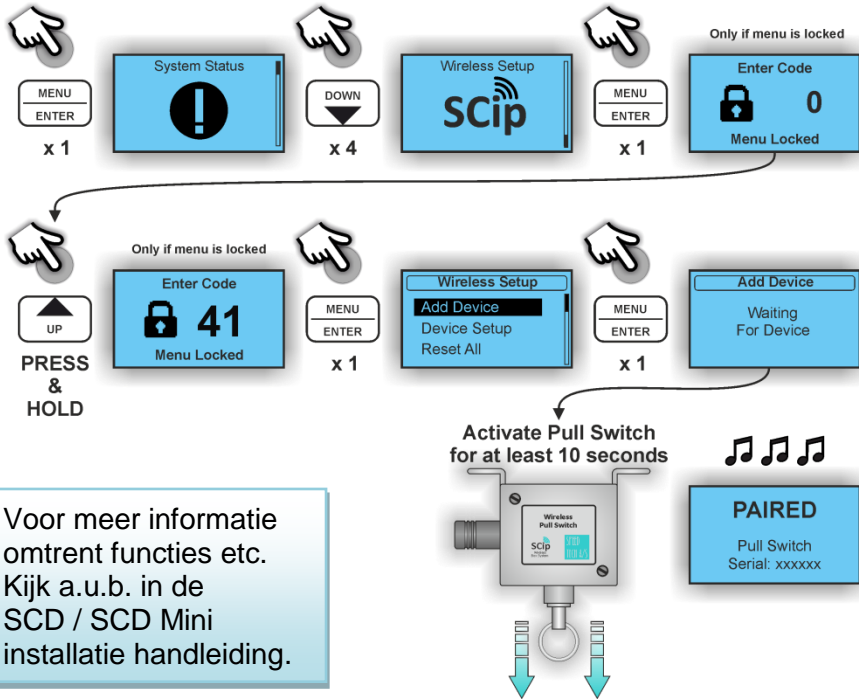 Only if menu is locked
System Status
Wireless Setup
Enter Code
MENU
ENTER
DOWN
SCip
MENU
ENTER
0
x 1
x 4
x 1
Menu Locked
Only if menu is locked
Enter Code
Wireless Setup
Add Device
UP
41
MENU
ENTER
Add Device
Device Setup
Reset All
MENU
ENTER
Waiting
For Device
Menu Locked
PRESS
&
HOLD
x 1
x 1
Activate Pull Switch
for at least 10 seconds
Wireless
Pull Switch
SCip
PAIRED
Pull Switch
Serial: xxxxxx
Voor meer informatie
omtrent functies etc.
Kijk a.u.b. in de
SCD / SCD Mini
installatie handleiding.